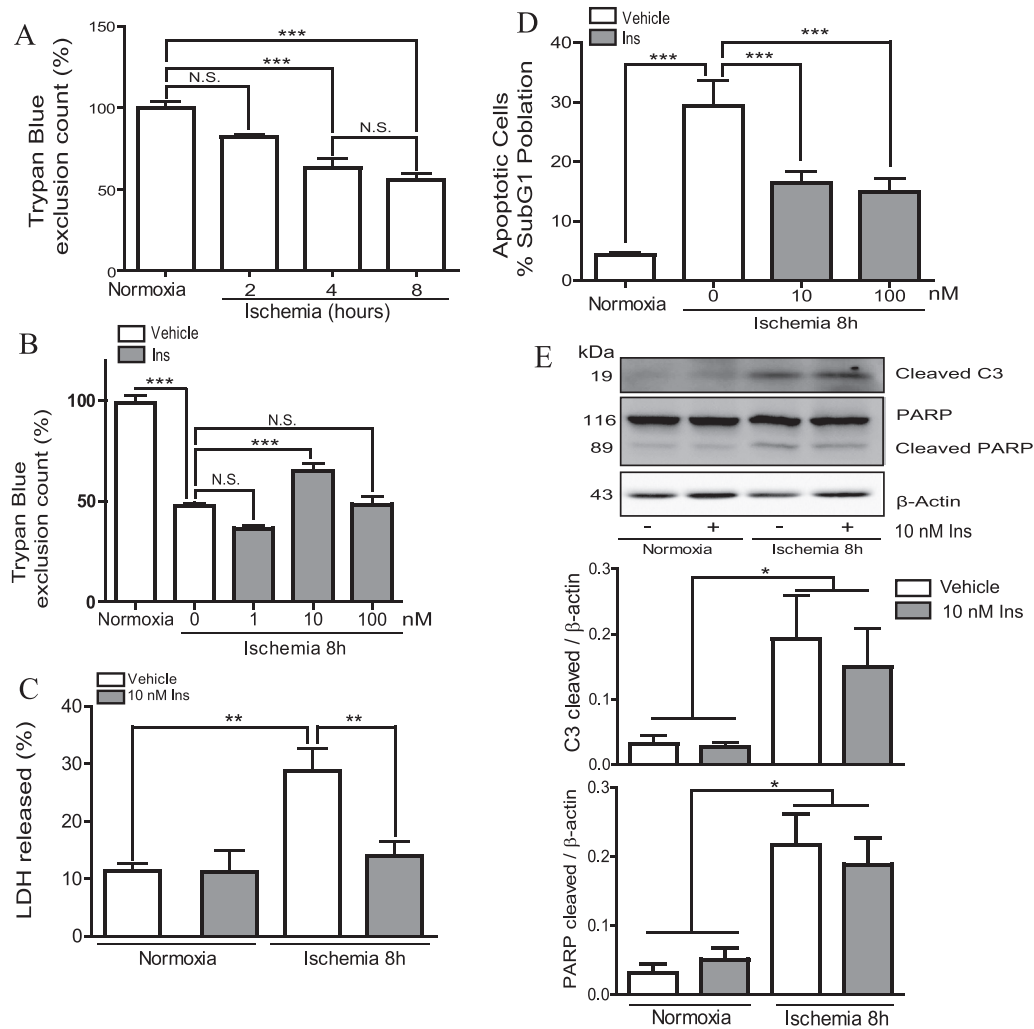 A
Trypan Blue
exclusion count (%)
150
100
50
0
***
***
N.S.
N.S.
Normoxia
2
4
8
Ischemia (hours)
B
Vehicle
Ins
Trypan Blue
exclusion count (%)
100
50
0
***
N.S.
***
N.S.
Normoxia
0
1
10
100
nM
Ischemia 8h
C
Vehicle
10 nM Ins
LDH released (%)
40
30
20
10
0
**
**
Normoxia
Ischemia 8h
D
Vehicle
Ins
Apoptotic Cells
% SubG1 Poblation
40
30
20
10
0
***
***
***
Normoxia
0
10
100
nM
Ischemia 8h
E
kDa
19
Cleaved C3
116
PARP
89
Cleaved PARP
43
β-Actin
- + - + 10 nM Ins
Normoxia
Ischemia 8h
Vehicle
10 nM Ins
C3 cleaved / β-actin
0.3
0.2
0.1
0.0
*
PARP cleaved / β-actin
0.3
0.2
0.1
0.0
*
Normoxia
Ischemia 8h